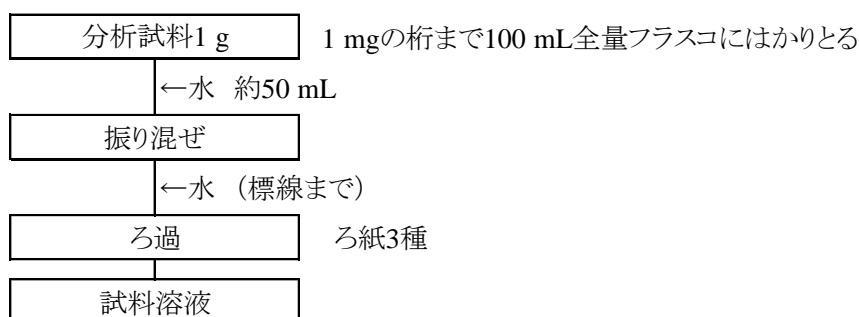 分析試料1 g 1 mgの桁まで100 mL全量フラスコにはかりとる
←水 約50 mL
振り混ぜ
←水 (標線まで)
ろ過 ろ紙3種
試料溶液